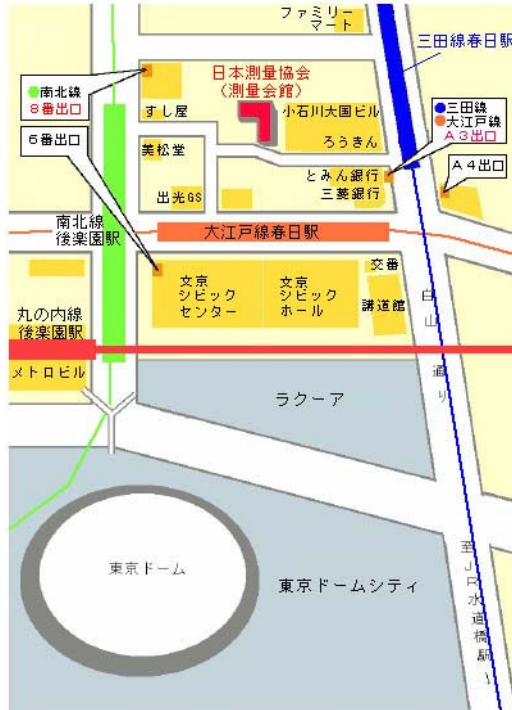 ファミリー
マート
三田線春日駅
日本測量協会
(測量会館)
●南北線
8番出口
すし屋
小石川大国ビル
ろうきん
●三田線
●大江戸線
A3出口
6番出口
美松堂
とみん銀行
三菱銀行
A4出口
出光GS
南北線
後楽園駅
大江戸線春日駅
交番
文京
シビック
センター
文京
シビック
ホール
講道館
白山通り
丸の内線
後楽園駅
メトロビル
ラクーア
東京ドーム
東京ドームシティ
至JR水道橋駅↓